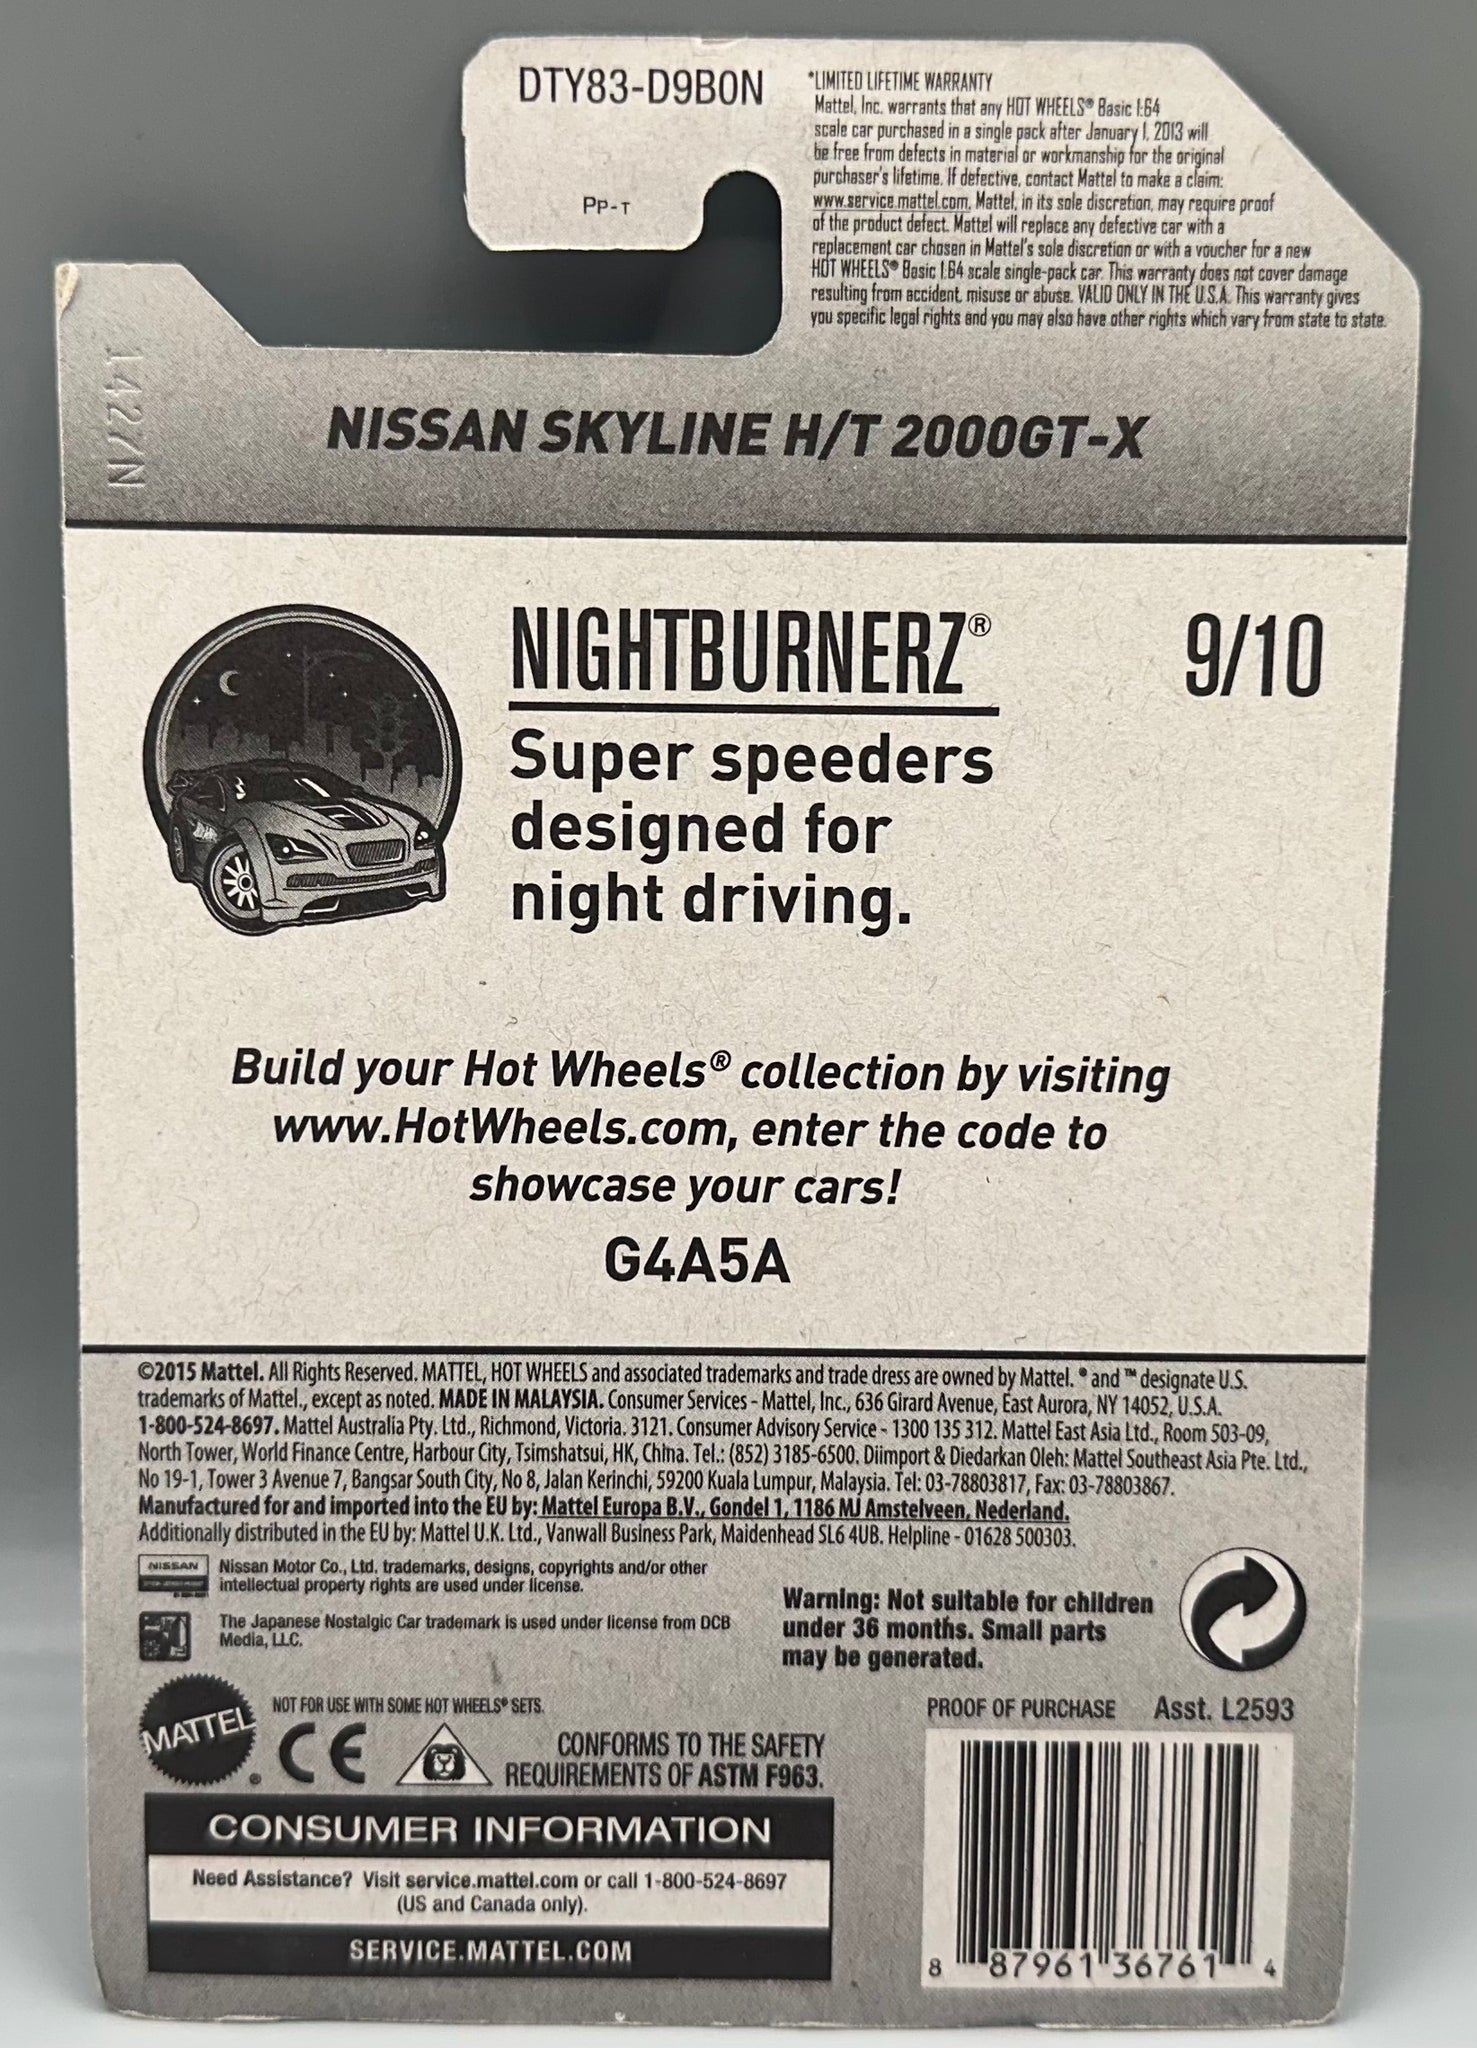 DTY83-D9B0N
Pp-T
*LIMITED LIFETIME WARRANTY
Mattel, Inc. warrants that any HOT WHEELS® Basic 1:64
scale car purchased in a single pack after January 1, 2013 will
be free from defects in material or workmanship for the original
purchaser's lifetime. If defective, contact Mattel to make a claim:
www.service.mattel.com. Mattel, in its sole discretion, may require proof
of the product defect. Mattel will replace any defective car with a
replacement car chosen in Mattel's sole discretion or with a voucher for a new
HOT WHEELS® Basic 1:64 scale single-pack car. This warranty does not cover damage
resulting from accident, misuse or abuse. VALID ONLY IN THE U.S.A. This warranty gives
you specific legal rights and you may also have other rights which vary from state to state.
NISSAN SKYLINE H/T 2000GT-X
NIGHTBURNERZ®
9/10
Super speeders
designed for
night driving.
Build your Hot Wheels® collection by visiting
www.HotWheels.com, enter the code to
showcase your cars!
G4A5A
©2015 Mattel. All Rights Reserved. MATTEL, HOT WHEELS and associated trademarks and trade dress are owned by Mattel. ® and ™ designate U.S.
trademarks of Mattel., except as noted. MADE IN MALAYSIA. Consumer Services - Mattel, Inc., 636 Girard Avenue, East Aurora, NY 14052, U.S.A.
1-800-524-8697. Mattel Australia Pty. Ltd., Richmond, Victoria. 3121. Consumer Advisory Service - 1300 135 312. Mattel East Asia Ltd., Room 503-09,
North Tower, World Finance Centre, Harbour City, Tsimshatsui, HK, China. Tel.: (852) 3185-6500. Diimport & Diedarkan Oleh: Mattel Southeast Asia Pte. Ltd.,
No 19-1, Tower 3 Avenue 7, Bangsar South City, No 8, Jalan Kerinchi, 59200 Kuala Lumpur, Malaysia. Tel: 03-78803817, Fax: 03-78803867.
Manufactured for and imported into the EU by: Mattel Europa B.V., Gondel 1, 1186 MJ Amstelveen, Nederland.
Additionally distributed in the EU by: Mattel U.K. Ltd., Vanwall Business Park, Maidenhead SL6 4UB. Helpline - 01628 500303.
NISSAN
Nissan Motor Co., Ltd. trademarks, designs, copyrights and/or other
intellectual property rights are used under license.
The Japanese Nostalgic Car trademark is used under license from DCB
Media, LLC.
Warning: Not suitable for children
under 36 months. Small parts
may be generated.
MATTEL®
NOT FOR USE WITH SOME HOT WHEELS® SETS.
CE
CONFORMS TO THE SAFETY
REQUIREMENTS OF ASTM F963.
PROOF OF PURCHASE Asst. L2593
CONSUMER INFORMATION
Need Assistance? Visit service.mattel.com or call 1-800-524-8697
(US and Canada only).
SERVICE.MATTEL.COM
8 87961 36761 4